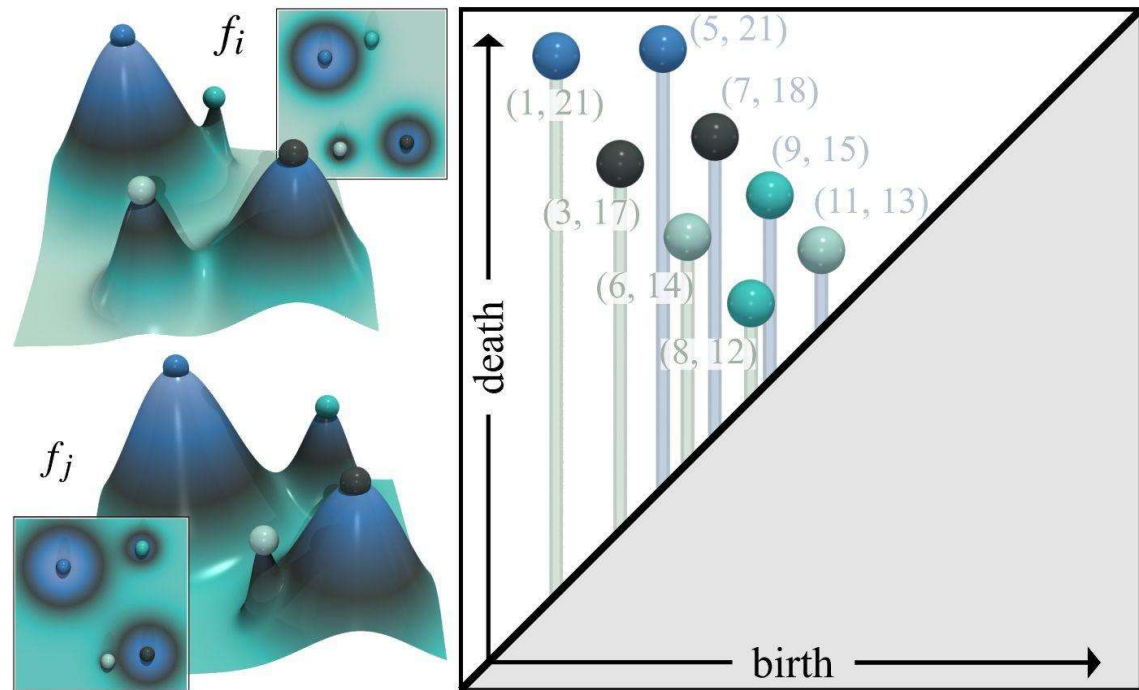 f_i
f_j
death
birth
(1, 21)
(5, 21)
(7, 18)
(3, 17)
(9, 15)
(11, 13)
(6, 14)
(8, 12)